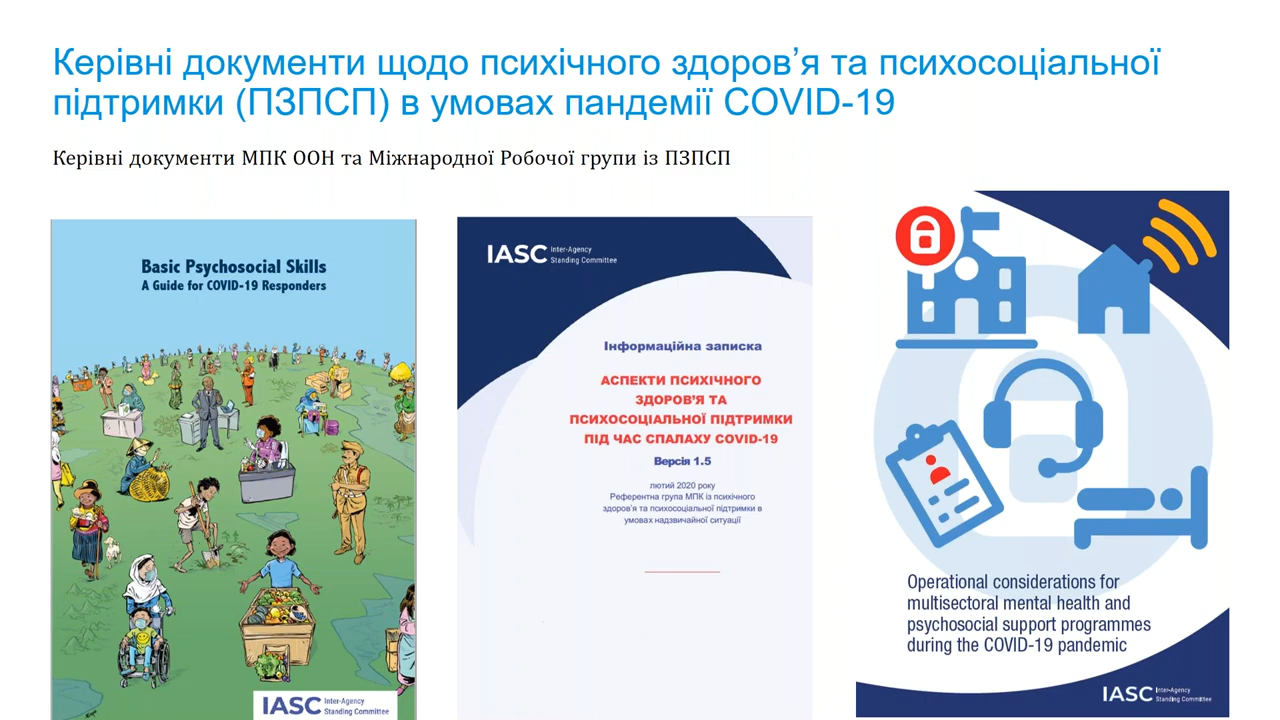 Керівні документи щодо психічного здоров’я та психосоціальної
підтримки (ПЗПСП) в умовах пандемії COVID-19
Керівні документи МПК ООН та Міжнародної Робочої групи із ПЗПСП
Basic Psychosocial Skills
A Guide for COVID-19 Responders
IASC Inter-Agency
Standing Committee
IASC Inter-Agency
Standing Committee
Інформаційна записка
АСПЕКТИ ПСИХІЧНОГО
ЗДОРОВ’Я ТА
ПСИХОСОЦІАЛЬНОЇ ПІДТРИМКИ
ПІД ЧАС СПАЛАХУ COVID-19
Версія 1.5
лютий 2020 року
Референтна група МПК із психічного
здоров’я та психосоціальної підтримки в
умовах надзвичайної ситуації
Operational considerations for
multisectoral mental health and
psychosocial support programmes
during the COVID-19 pandemic
IASC Inter-Agency
Standing Committee